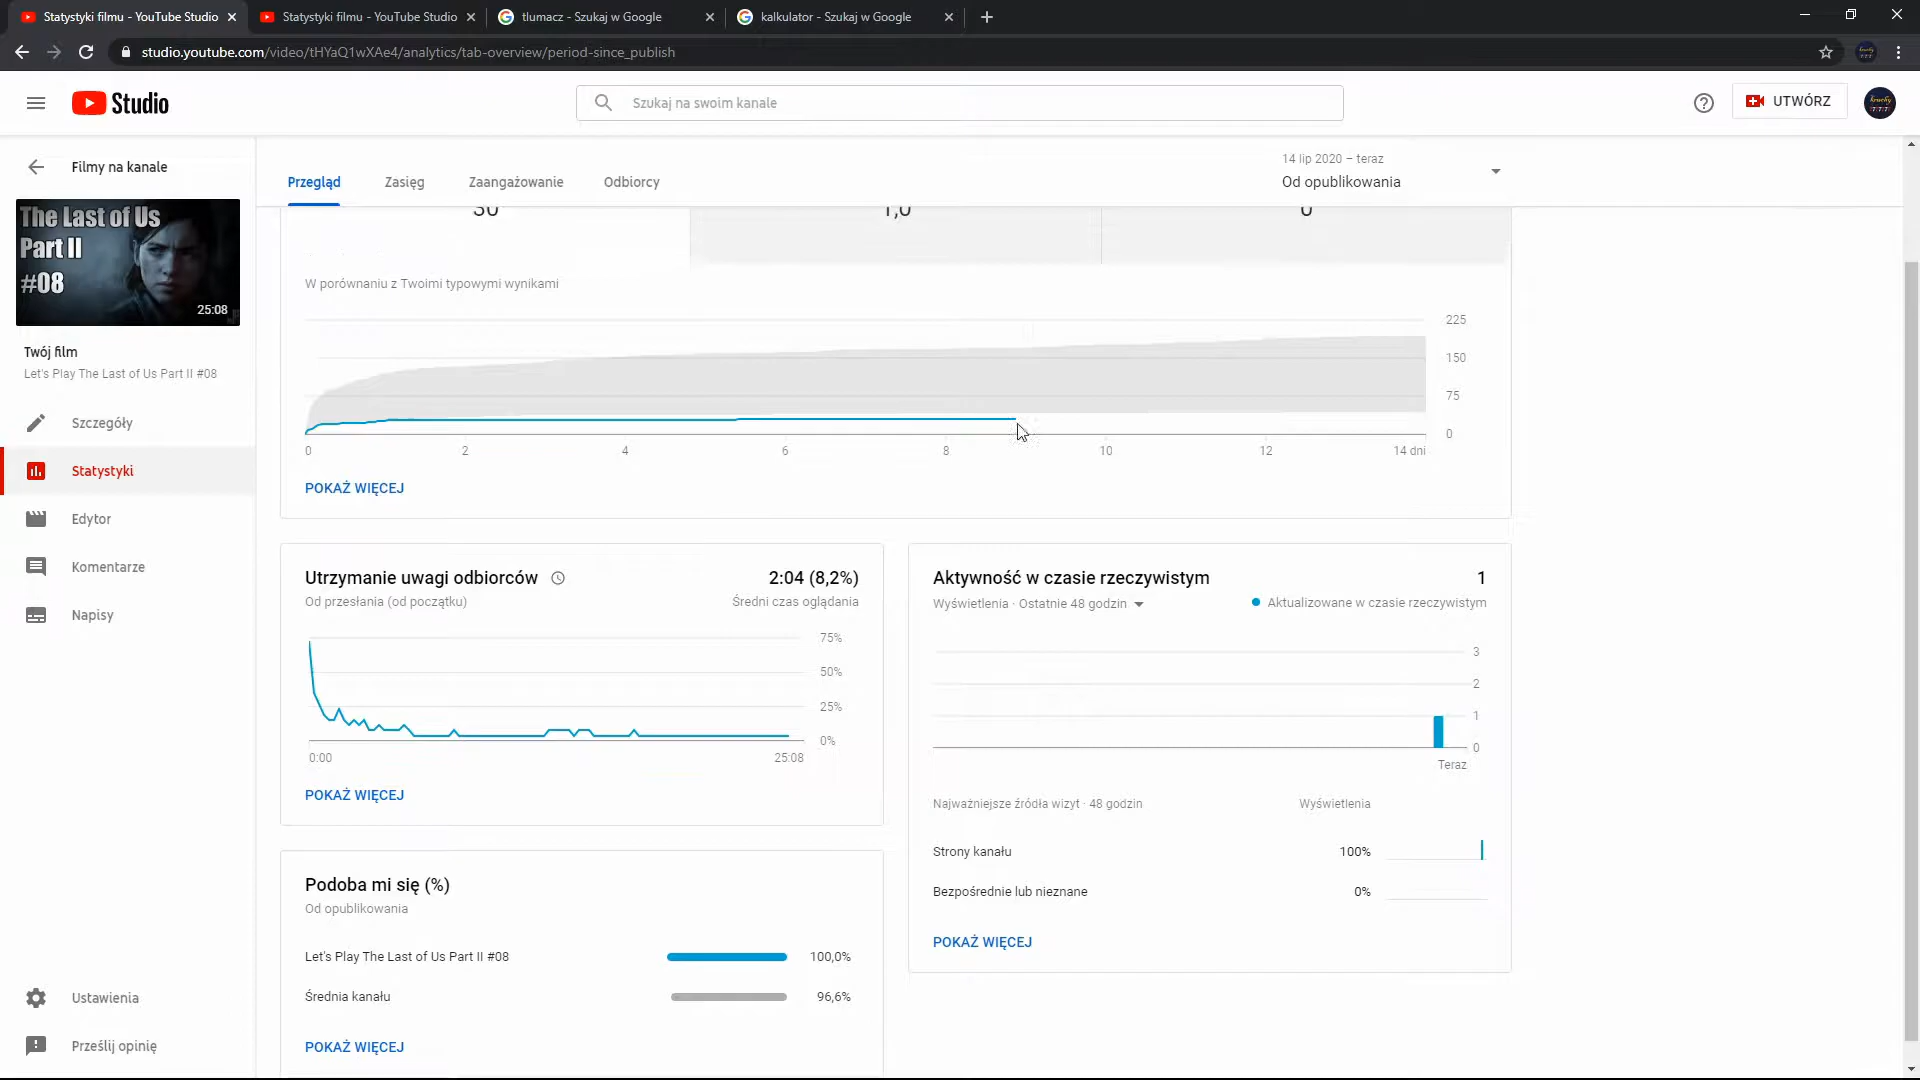 Statystyki filmu - YouTube Studio
Statystyki filmu - YouTube Studio
tlumacz - Szukaj w Google
kalkulator - Szukaj w Google
studio.youtube.com/video/tHYaQ1wXAe4/analytics/tab-overview/period-since_publish
Studio
Szukaj na swoim kanale
UTWÓRZ
Filmy na kanale
The Last of Us
Part II
#08
25:08
Twój film
Let's Play The Last of Us Part II #08
Szczegóły
Statystyki
Edytor
Komentarze
Napisy
Ustawienia
Prześlij opinię
Przegląd
Zasięg
Zaangażowanie
Odbiorcy
14 lip 2020 – teraz
Od opublikowania
30
1,0
0
W porównaniu z Twoimi typowymi wynikami
225
150
75
0
0 2 4 6 8 10 12 14 dni
POKAŻ WIĘCEJ
Utrzymanie uwagi odbiorców
2:04 (8,2%)
Od przesłania (od początku)
Średni czas oglądania
75%
50%
25%
0%
0:00
25:08
POKAŻ WIĘCEJ
Podoba mi się (%)
Od opublikowania
Let's Play The Last of Us Part II #08
100,0%
Średnia kanału
96,6%
POKAŻ WIĘCEJ
Aktywność w czasie rzeczywistym
1
Wyświetlenia · Ostatnie 48 godzin
Aktualizowane w czasie rzeczywistym
3
2
1
0
Teraz
Najważniejsze źródła wizyt · 48 godzin
Wyświetlenia
Strony kanału
100%
Bezpośrednie lub nieznane
0%
POKAŻ WIĘCEJ